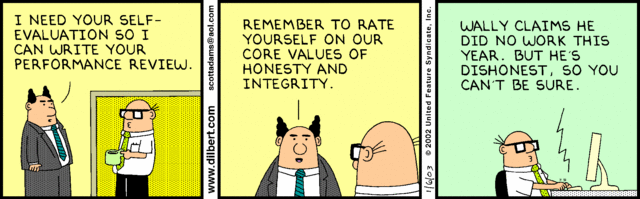 I NEED YOUR SELF-
EVALUATION SO I
CAN WRITE YOUR
PERFORMANCE REVIEW.
www.dilbert.com
scottadams@aol.com
REMEMBER TO RATE
YOURSELF ON OUR
CORE VALUES OF
HONESTY AND
INTEGRITY.
1/6/03
© 2002 United Feature Syndicate, Inc.
WALLY CLAIMS HE
DID NO WORK THIS
YEAR. BUT HE'S
DISHONEST, SO YOU
CAN'T BE SURE.